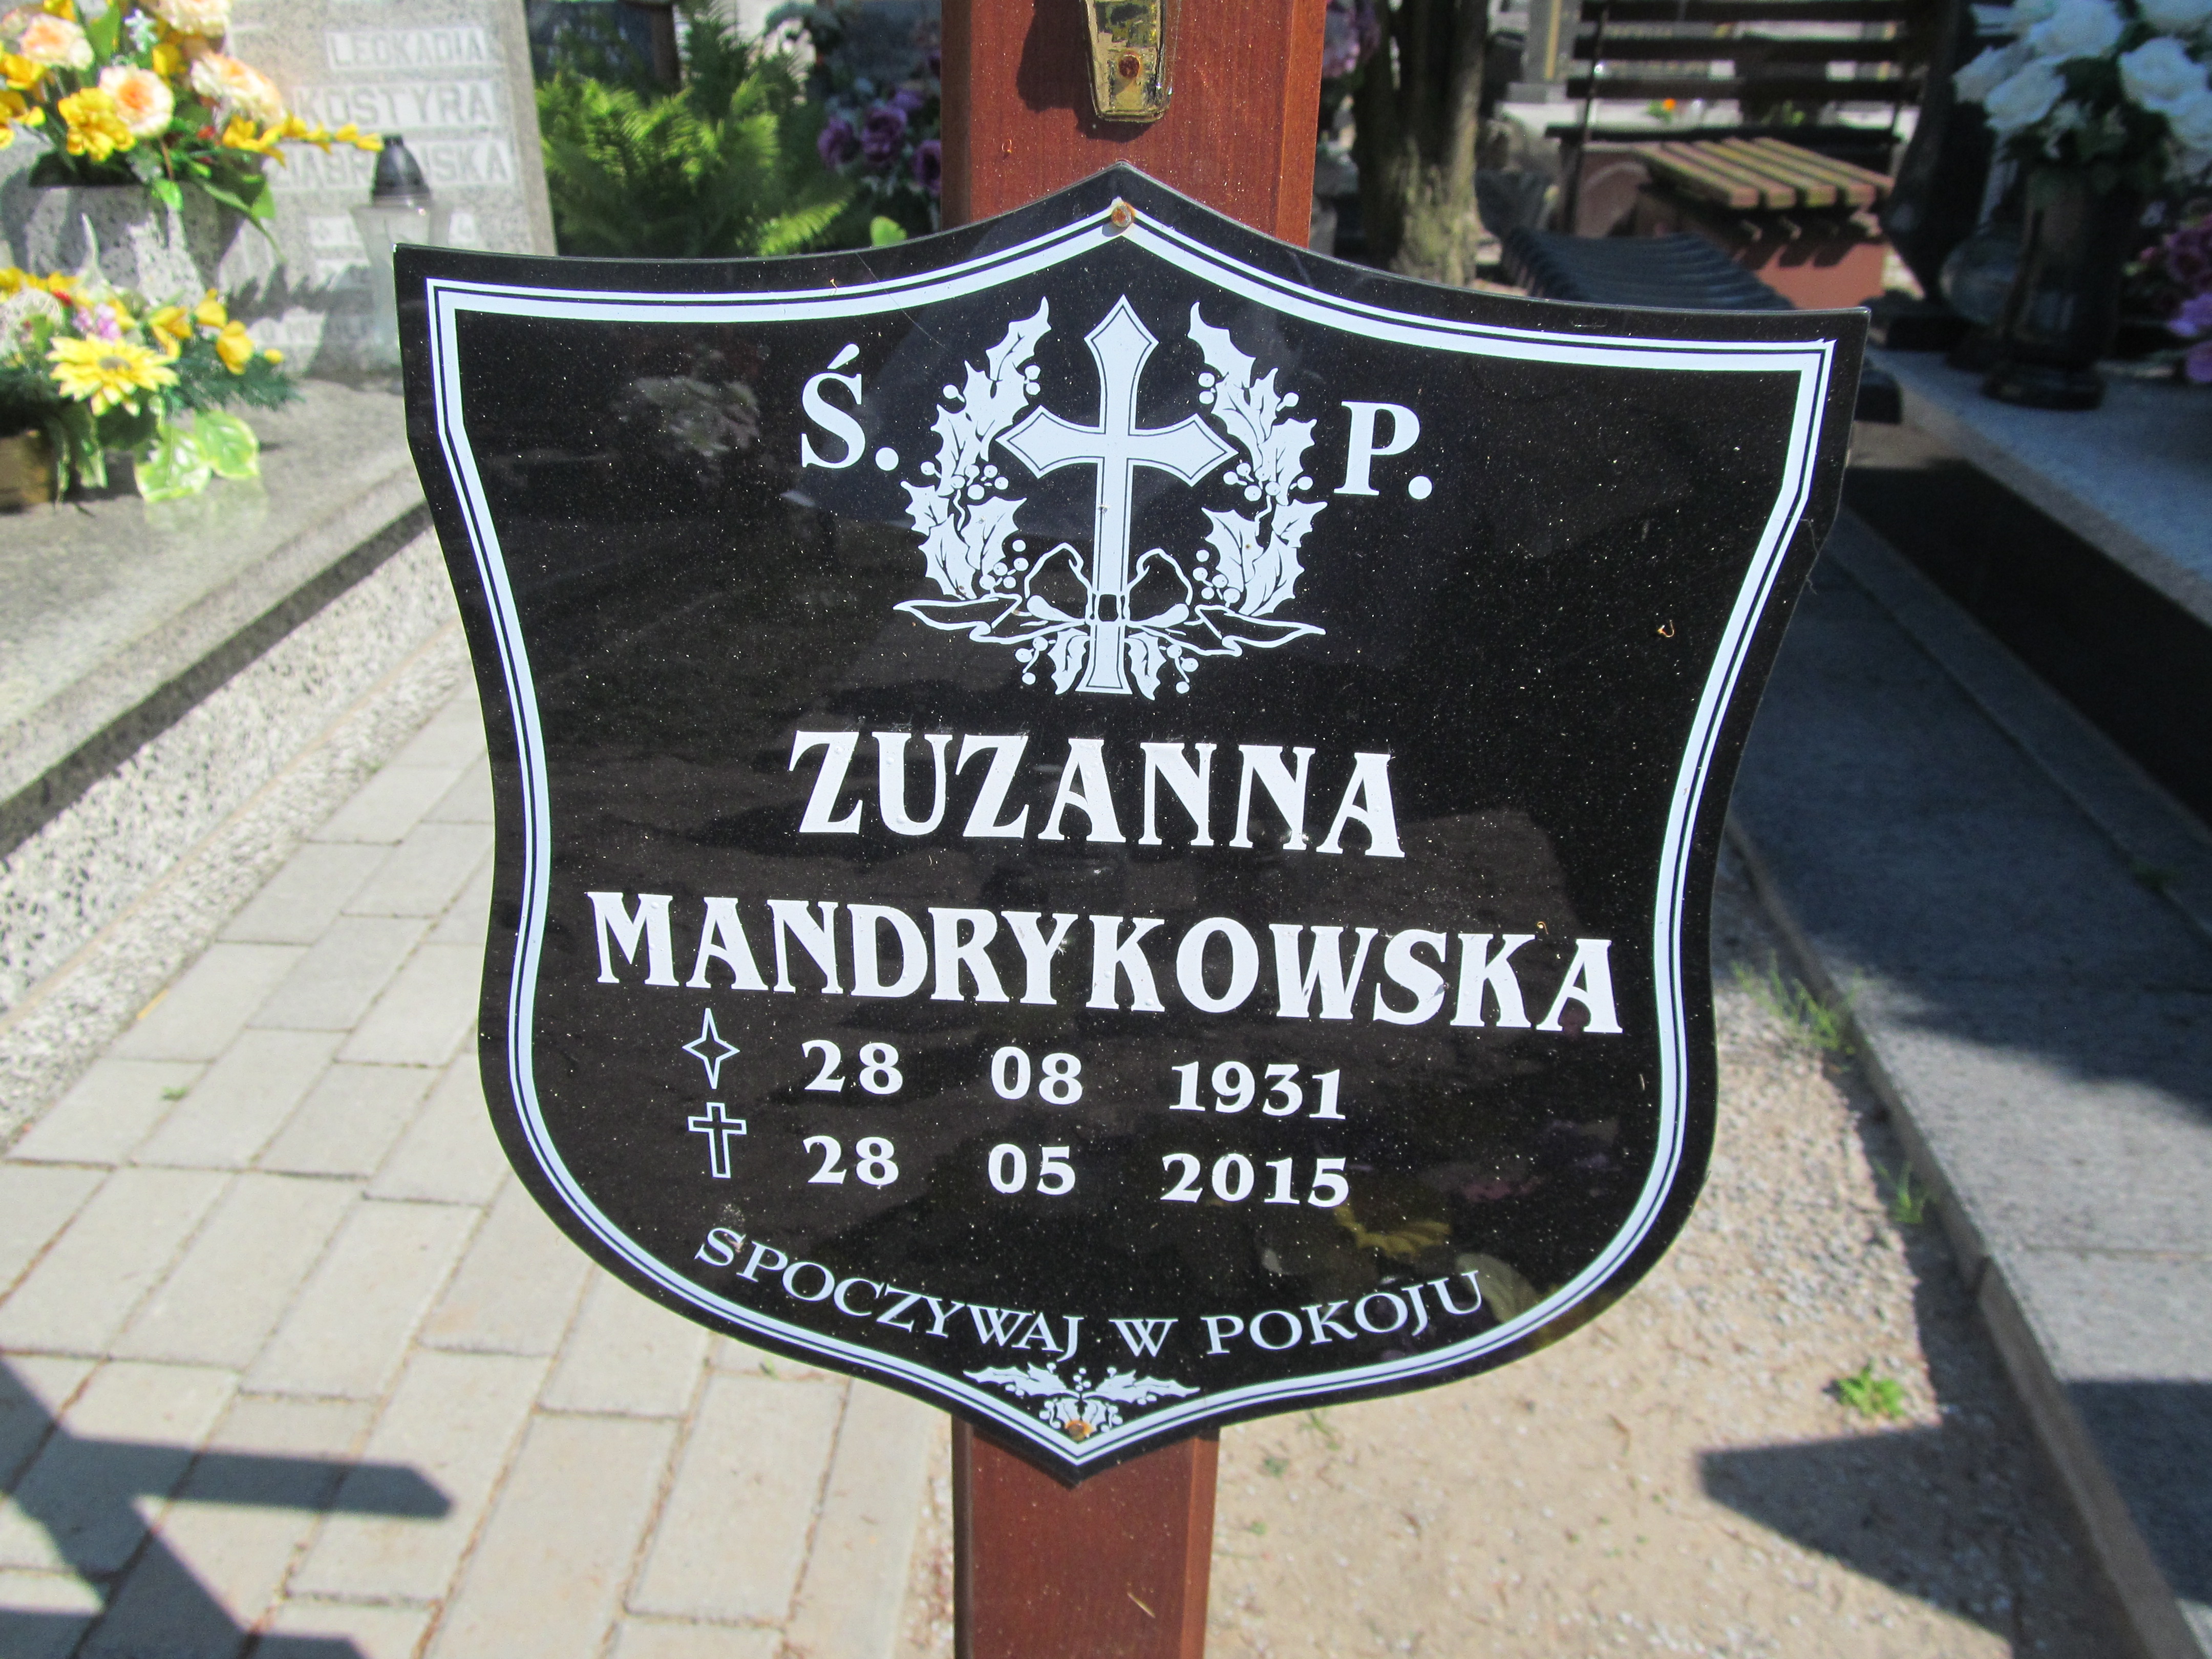 LEOKADIA
KOSTYRA
Ś. P.
ZUZANNA
MANDRYKOWSKA
28 08 1931
28 05 2015
SPOCZYWAJ W POKOJU